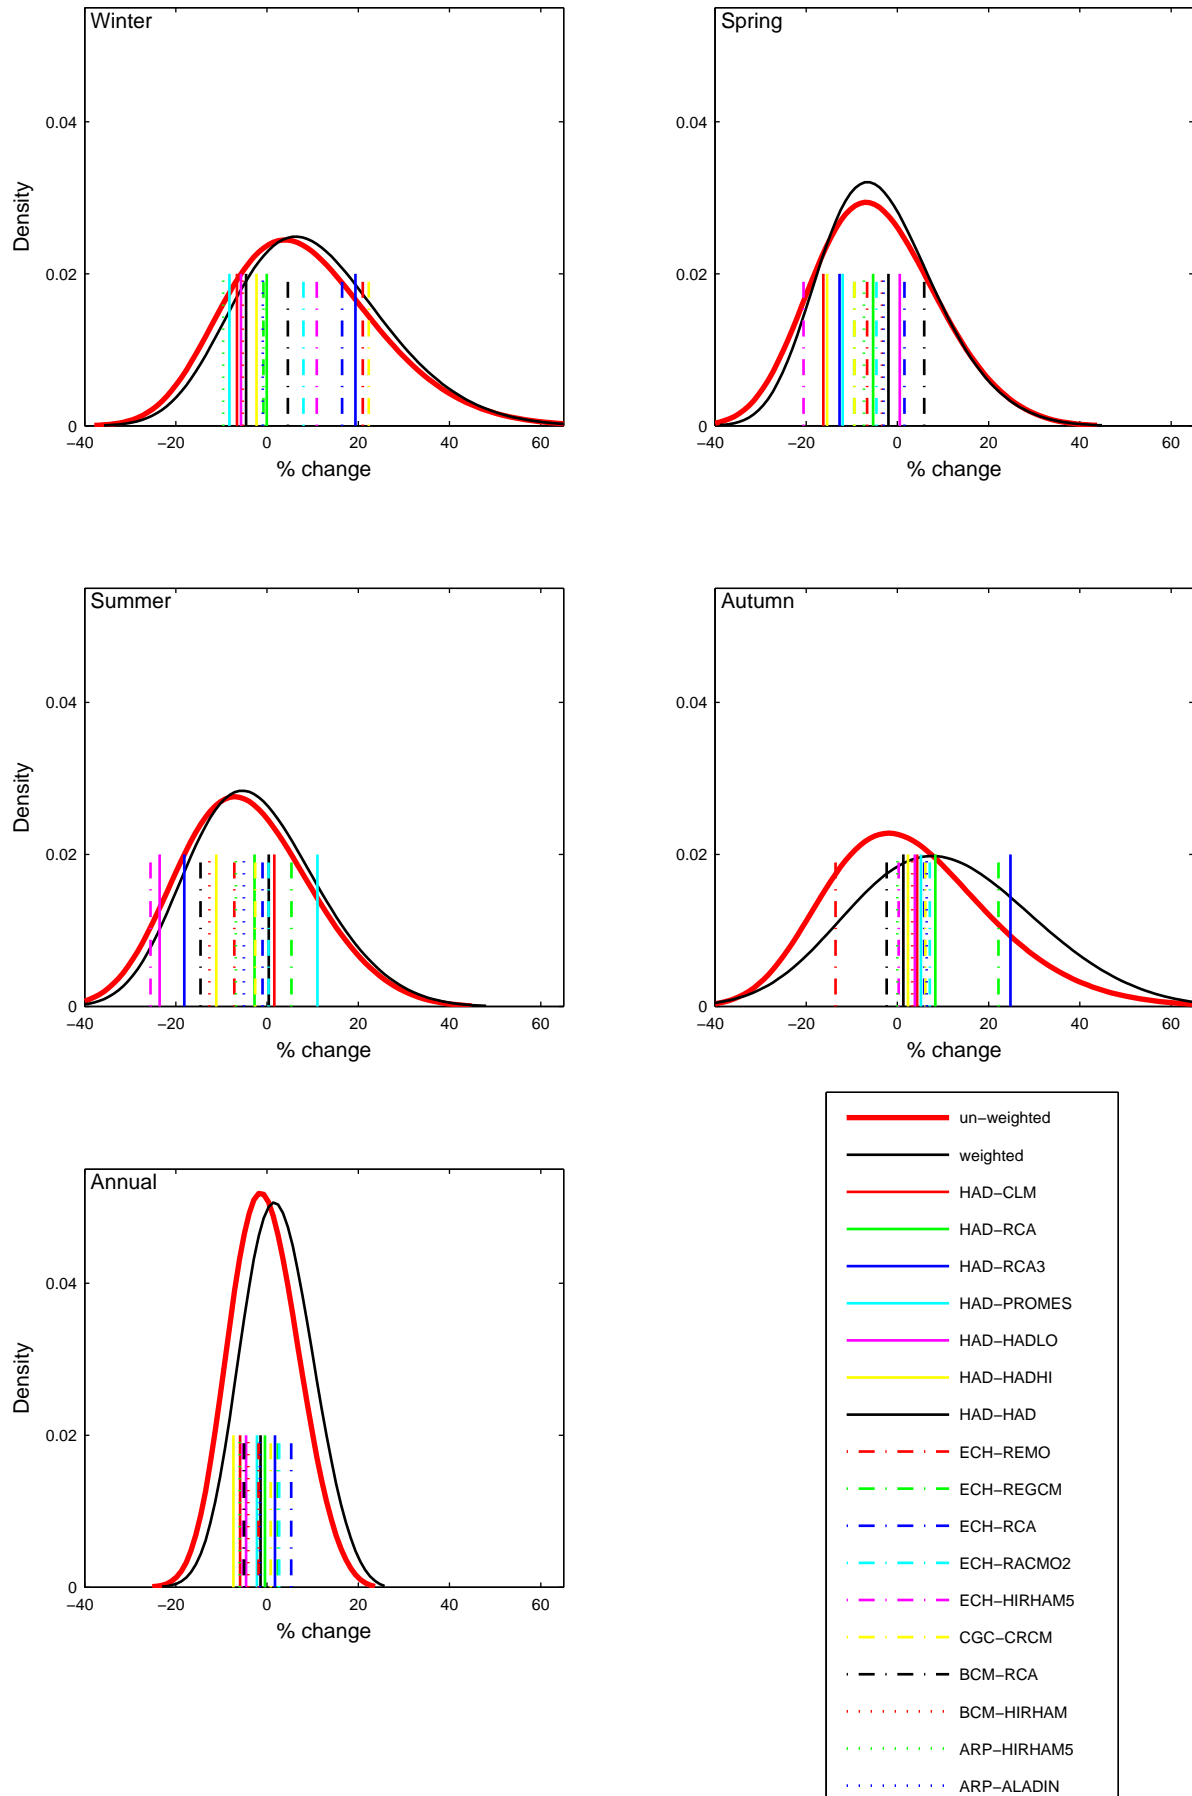 Winter
0.04
0.02
0
Density
−40 −20 0 20 40 60
% change
Spring
0.04
0.02
0
−40 −20 0 20 40 60
% change
Summer
0.04
0.02
0
Density
−40 −20 0 20 40 60
% change
Autumn
0.04
0.02
0
−40 −20 0 20 40 60
% change
Annual
0.04
0.02
0
Density
−40 −20 0 20 40 60
% change
un−weighted
weighted
HAD−CLM
HAD−RCA
HAD−RCA3
HAD−PROMES
HAD−HADLO
HAD−HADHI
HAD−HAD
ECH−REMO
ECH−REGCM
ECH−RCA
ECH−RACMO2
ECH−HIRHAM5
CGC−CRCM
BCM−RCA
BCM−HIRHAM
ARP−HIRHAM5
ARP−ALADIN